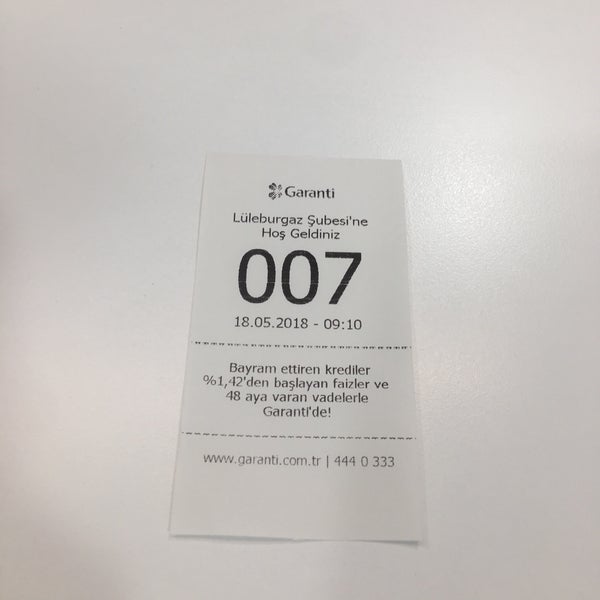 Garanti
Lüleburgaz Şubesi'ne
Hoş Geldiniz
007
18.05.2018 - 09:10
Bayram ettiren krediler
%1,42'den başlayan faizler ve
48 aya varan vadelerle
Garanti'de!
www.garanti.com.tr | 444 0 333